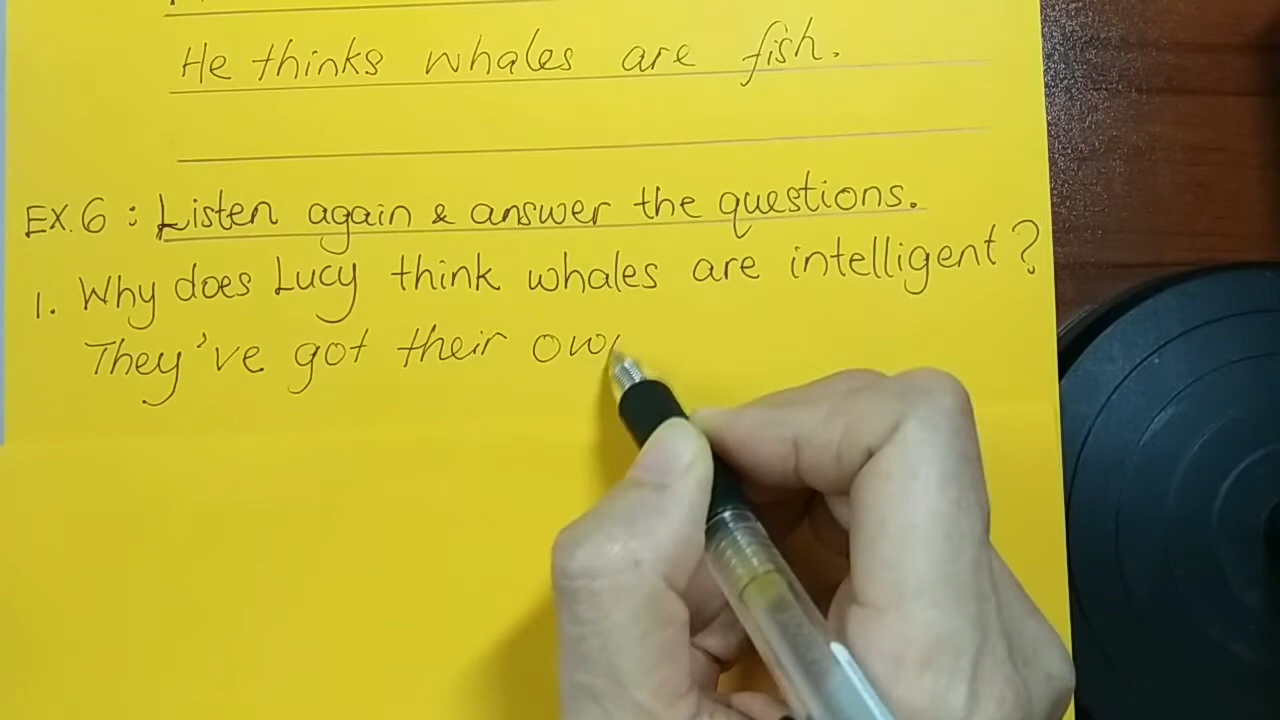 He thinks whales are fish.
EX. 6 : Listen again & answer the questions.
1. Why does Lucy think whales are intelligent?
They've got their ow